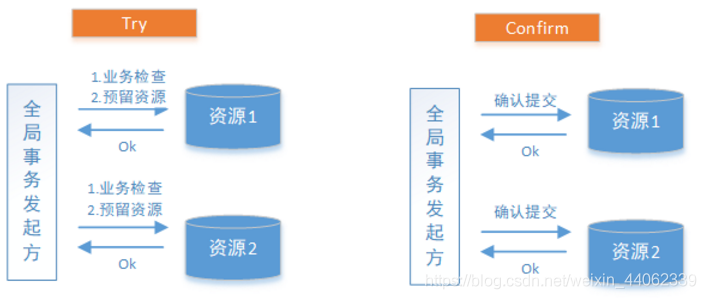 Try
全局事务发起方
1.业务检查
2.预留资源
Ok
资源1
1.业务检查
2.预留资源
Ok
资源2
Confirm
全局事务发起方
确认提交
Ok
资源1
确认提交
Ok
资源2
https://blog.csdn.net/weixin_44062339